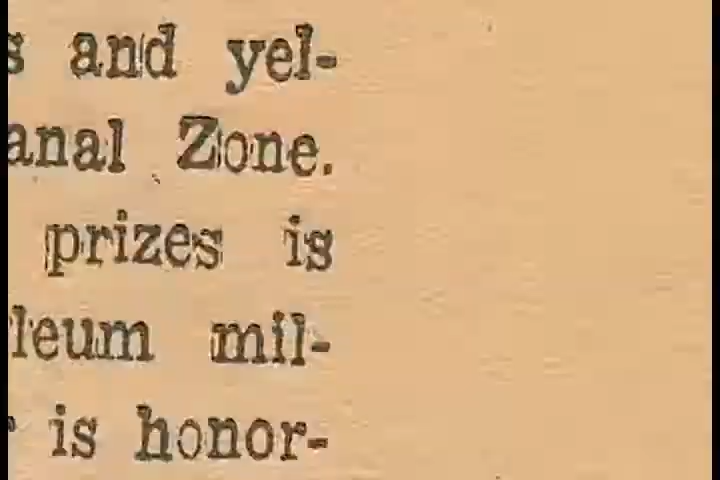 s and yel-
anal Zone.
prizes is
leum mil-
is honor-